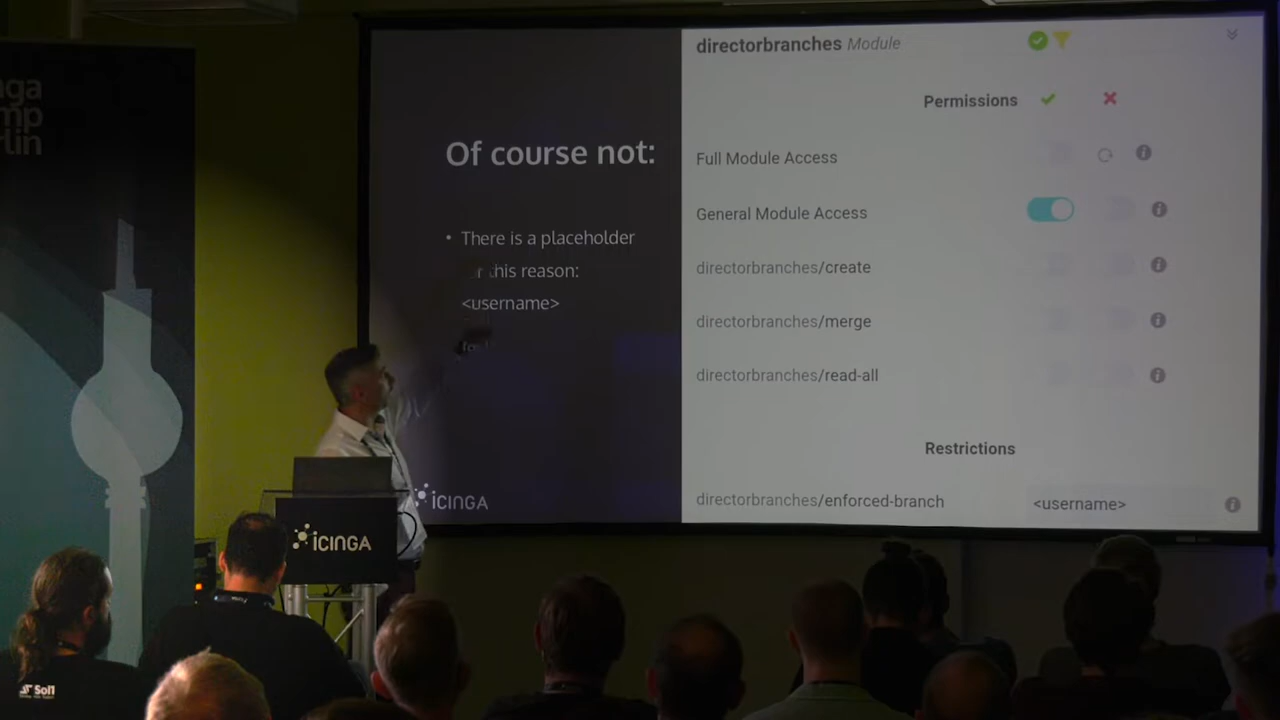 directorbranches Module
Permissions
Full Module Access
General Module Access
directorbranches/create
directorbranches/merge
directorbranches/read-all
Restrictions
directorbranches/enforced-branch <username>
Of course not:
• There is a placeholder
this reason:
<username>
ICINGA
ICINGA
SoIT